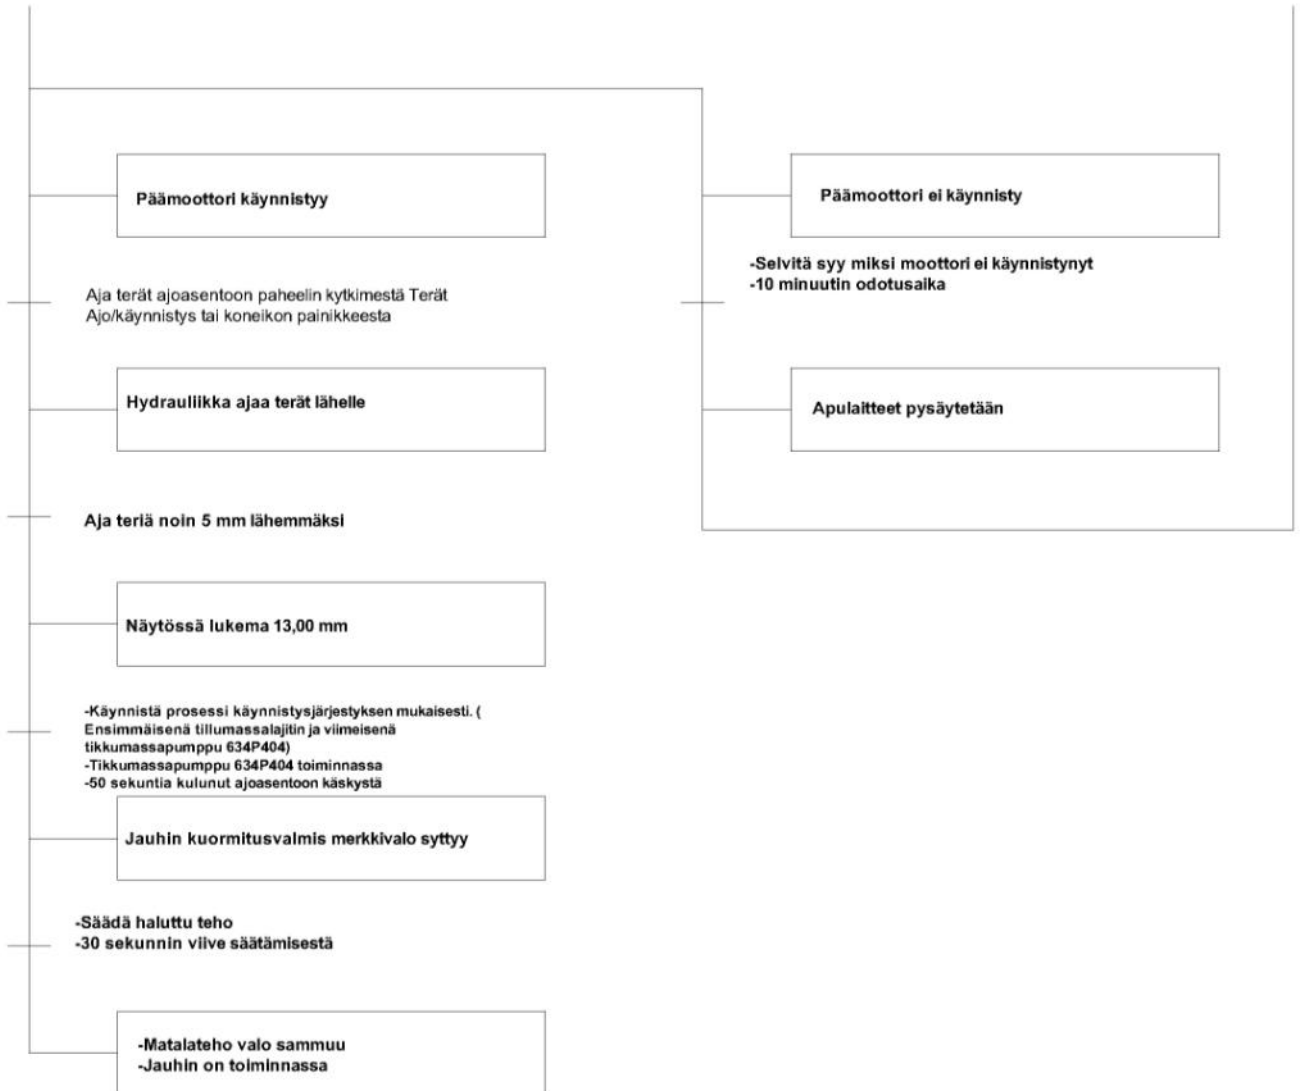 Päämoottori käynnistyy
Päämoottori ei käynnisty
-Selvitä syy miksi moottori ei käynnistynyt
-10 minuutin odotusaika
Aja terät ajoasentoon paheelin kytkimestä Terät
Ajo/käynnistys tai koneikon painikkeesta
Hydrauliikka ajaa terät lähelle
Apulaitteet pysäytetään
Aja teriä noin 5 mm lähemmäksi
Näytössä lukema 13,00 mm
-Käynnistä prosessi käynnistysjärjestyksen mukaisesti. (
Ensimmäisenä tillumassalajitin ja viimeisenä
tikkumassapumppu 634P404)
-Tikkumassapumppu 634P404 toiminnassa
-50 sekuntia kulunut ajoasentoon käskystä
Jauhin kuormitusvalmis merkkivalo syttyy
-Säädä haluttu teho
-30 sekunnin viive säätämisestä
-Matalateho valo sammuu
-Jauhin on toiminnassa